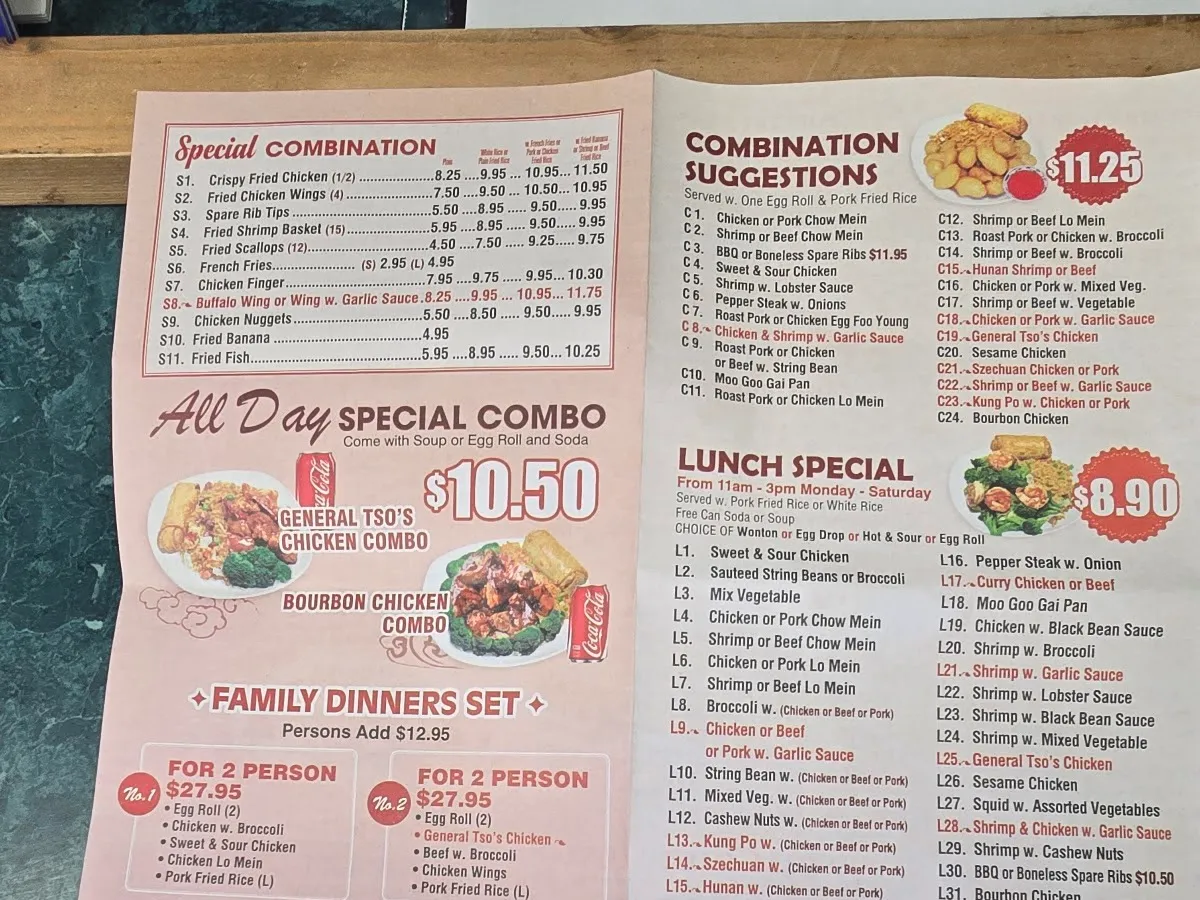 Special COMBINATION
Plain
White Rice or
Plain Fried Rice
w. French Fries or
Pork or Chicken
Fried Rice
w. Fried Banana
or Shrimp or Beef
Fried Rice
S1. Crispy Fried Chicken (1/2) 8.25 9.95 10.95 11.50
S2. Fried Chicken Wings (4) 7.50 9.50 10.50 10.95
S3. Spare Rib Tips 5.50 8.95 9.50 9.95
S4. Fried Shrimp Basket (15) 5.95 8.95 9.50 9.95
S5. Fried Scallops (12) 4.50 7.50 9.25 9.75
S6. French Fries (S) 2.95 (L) 4.95
S7. Chicken Finger 7.95 9.75 9.95 10.30
S8. Buffalo Wing or Wing w. Garlic Sauce 8.25 9.95 10.95 11.75
S9. Chicken Nuggets 5.50 8.50 9.50 9.95
S10. Fried Banana 4.95
S11. Fried Fish 5.95 8.95 9.50 10.25
All Day SPECIAL COMBO
Come with Soup or Egg Roll and Soda
$10.50
GENERAL TSO'S
CHICKEN COMBO
BOURBON CHICKEN
COMBO
Coca-Cola
FAMILY DINNERS SET
Persons Add $12.95
No.1
FOR 2 PERSON
$27.95
• Egg Roll (2)
• Chicken w. Broccoli
• Sweet & Sour Chicken
• Chicken Lo Mein
• Pork Fried Rice (L)
No.2
FOR 2 PERSON
$27.95
• Egg Roll (2)
• General Tso's Chicken
• Beef w. Broccoli
• Chicken Wings
• Pork Fried Rice (L)
COMBINATION
SUGGESTIONS
$11.25
Served w. One Egg Roll & Pork Fried Rice
C1. Chicken or Pork Chow Mein
C2. Shrimp or Beef Chow Mein
C3. BBQ or Boneless Spare Ribs $11.95
C4. Sweet & Sour Chicken
C5. Shrimp w. Lobster Sauce
C6. Pepper Steak w. Onions
C7. Roast Pork or Chicken Egg Foo Young
C8. Chicken & Shrimp w. Garlic Sauce
C9. Roast Pork or Chicken
or Beef w. String Bean
C10. Moo Goo Gai Pan
C11. Roast Pork or Chicken Lo Mein
C12. Shrimp or Beef Lo Mein
C13. Roast Pork or Chicken w. Broccoli
C14. Shrimp or Beef w. Broccoli
C15. Hunan Shrimp or Beef
C16. Chicken or Pork w. Mixed Veg.
C17. Shrimp or Beef w. Vegetable
C18. Chicken or Pork w. Garlic Sauce
C19. General Tso's Chicken
C20. Sesame Chicken
C21. Szechuan Chicken or Pork
C22. Shrimp or Beef w. Garlic Sauce
C23. Kung Po w. Chicken or Pork
C24. Bourbon Chicken
LUNCH SPECIAL
$8.90
From 11am - 3pm Monday - Saturday
Served w. Pork Fried Rice or White Rice
Free Can Soda or Soup
CHOICE OF Wonton or Egg Drop or Hot & Sour or Egg Roll
L1. Sweet & Sour Chicken
L2. Sauteed String Beans or Broccoli
L3. Mix Vegetable
L4. Chicken or Pork Chow Mein
L5. Shrimp or Beef Chow Mein
L6. Chicken or Pork Lo Mein
L7. Shrimp or Beef Lo Mein
L8. Broccoli w. (Chicken or Beef or Pork)
L9. Chicken or Beef
or Pork w. Garlic Sauce
L10. String Bean w. (Chicken or Beef or Pork)
L11. Mixed Veg. w. (Chicken or Beef or Pork)
L12. Cashew Nuts w. (Chicken or Beef or Pork)
L13. Kung Po w. (Chicken or Beef or Pork)
L14. Szechuan w. (Chicken or Beef or Pork)
L15. Hunan w. (Chicken or Beef or Pork)
L16. Pepper Steak w. Onion
L17. Curry Chicken or Beef
L18. Moo Goo Gai Pan
L19. Chicken w. Black Bean Sauce
L20. Shrimp w. Broccoli
L21. Shrimp w. Garlic Sauce
L22. Shrimp w. Lobster Sauce
L23. Shrimp w. Black Bean Sauce
L24. Shrimp w. Mixed Vegetable
L25. General Tso's Chicken
L26. Sesame Chicken
L27. Squid w. Assorted Vegetables
L28. Shrimp & Chicken w. Garlic Sauce
L29. Shrimp w. Cashew Nuts
L30. BBQ or Boneless Spare Ribs $10.50
L31. Bourbon Chicken